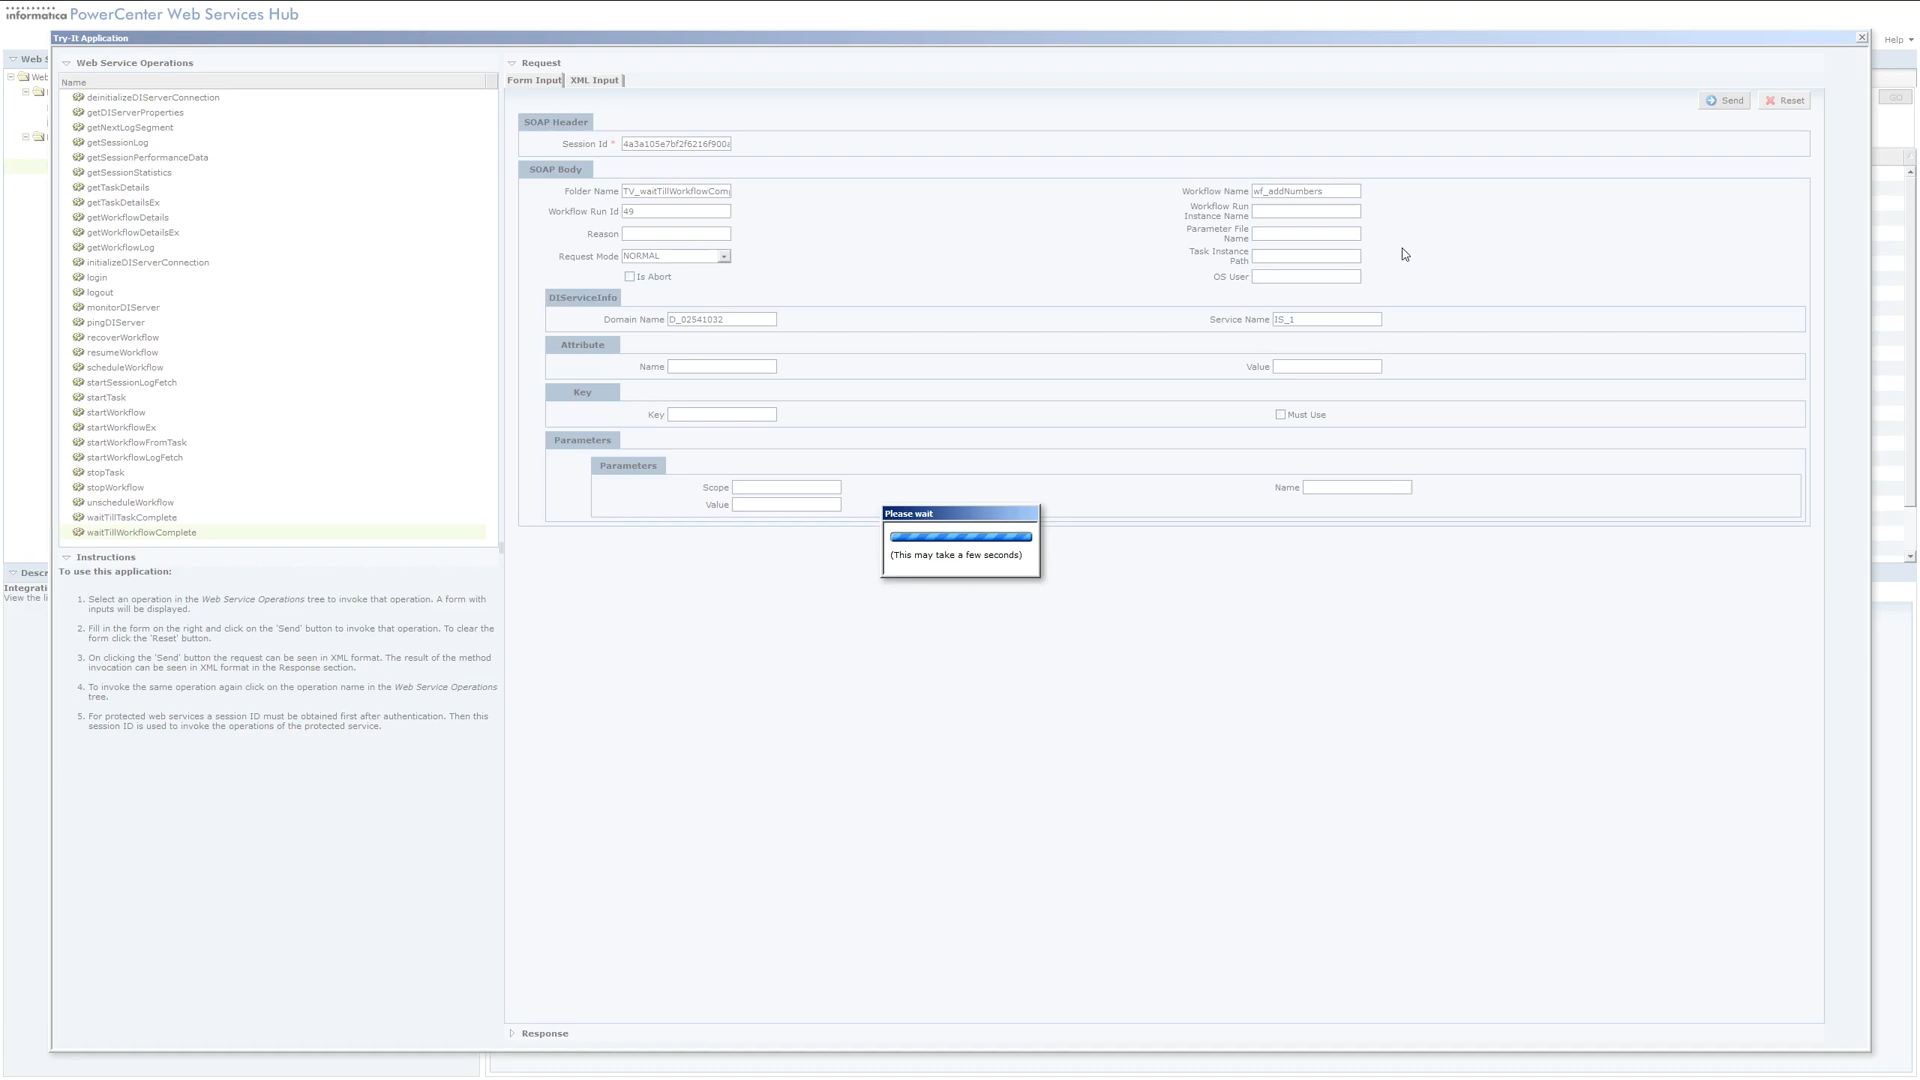 informatica PowerCenter Web Services Hub
Try-It Application
Help
Web S
Web Service Operations
Request
Web
Name
Form Input
XML Input
deinitializeDIServerConnection
getDIServerProperties
getNextLogSegment
getSessionLog
getSessionPerformanceData
getSessionStatistics
getTaskDetails
getTaskDetailsEx
getWorkflowDetails
getWorkflowDetailsEx
getWorkflowLog
initializeDIServerConnection
login
logout
monitorDIServer
pingDIServer
recoverWorkflow
resumeWorkflow
scheduleWorkflow
startSessionLogFetch
startTask
startWorkflow
startWorkflowEx
startWorkflowFromTask
startWorkflowLogFetch
stopTask
stopWorkflow
unscheduleWorkflow
waitTillTaskComplete
waitTillWorkflowComplete
Send
Reset
GO
SOAP Header
Session Id * 4a3a105e7bf2f6216f900a
SOAP Body
Folder Name TV_waitTillWorkflowComp
Workflow Name wf_addNumbers
Workflow Run Id 49
Workflow Run
Instance Name
Reason
Parameter File
Name
Request Mode NORMAL
Task Instance
Path
Is Abort
OS User
DIServiceInfo
Domain Name D_02541032
Service Name IS_1
Attribute
Name
Value
Key
Key
Must Use
Parameters
Parameters
Scope
Name
Value
Please wait
(This may take a few seconds)
Instructions
To use this application:
1. Select an operation in the Web Service Operations tree to invoke that operation. A form with
inputs will be displayed.
2. Fill in the form on the right and click on the 'Send' button to invoke that operation. To clear the
form click the 'Reset' button.
3. On clicking the 'Send' button the request can be seen in XML format. The result of the method
invocation can be seen in XML format in the Response section.
4. To invoke the same operation again click on the operation name in the Web Service Operations
tree.
5. For protected web services a session ID must be obtained first after authentication. Then this
session ID is used to invoke the operations of the protected service.
Descr
Integrati
View the li
Response